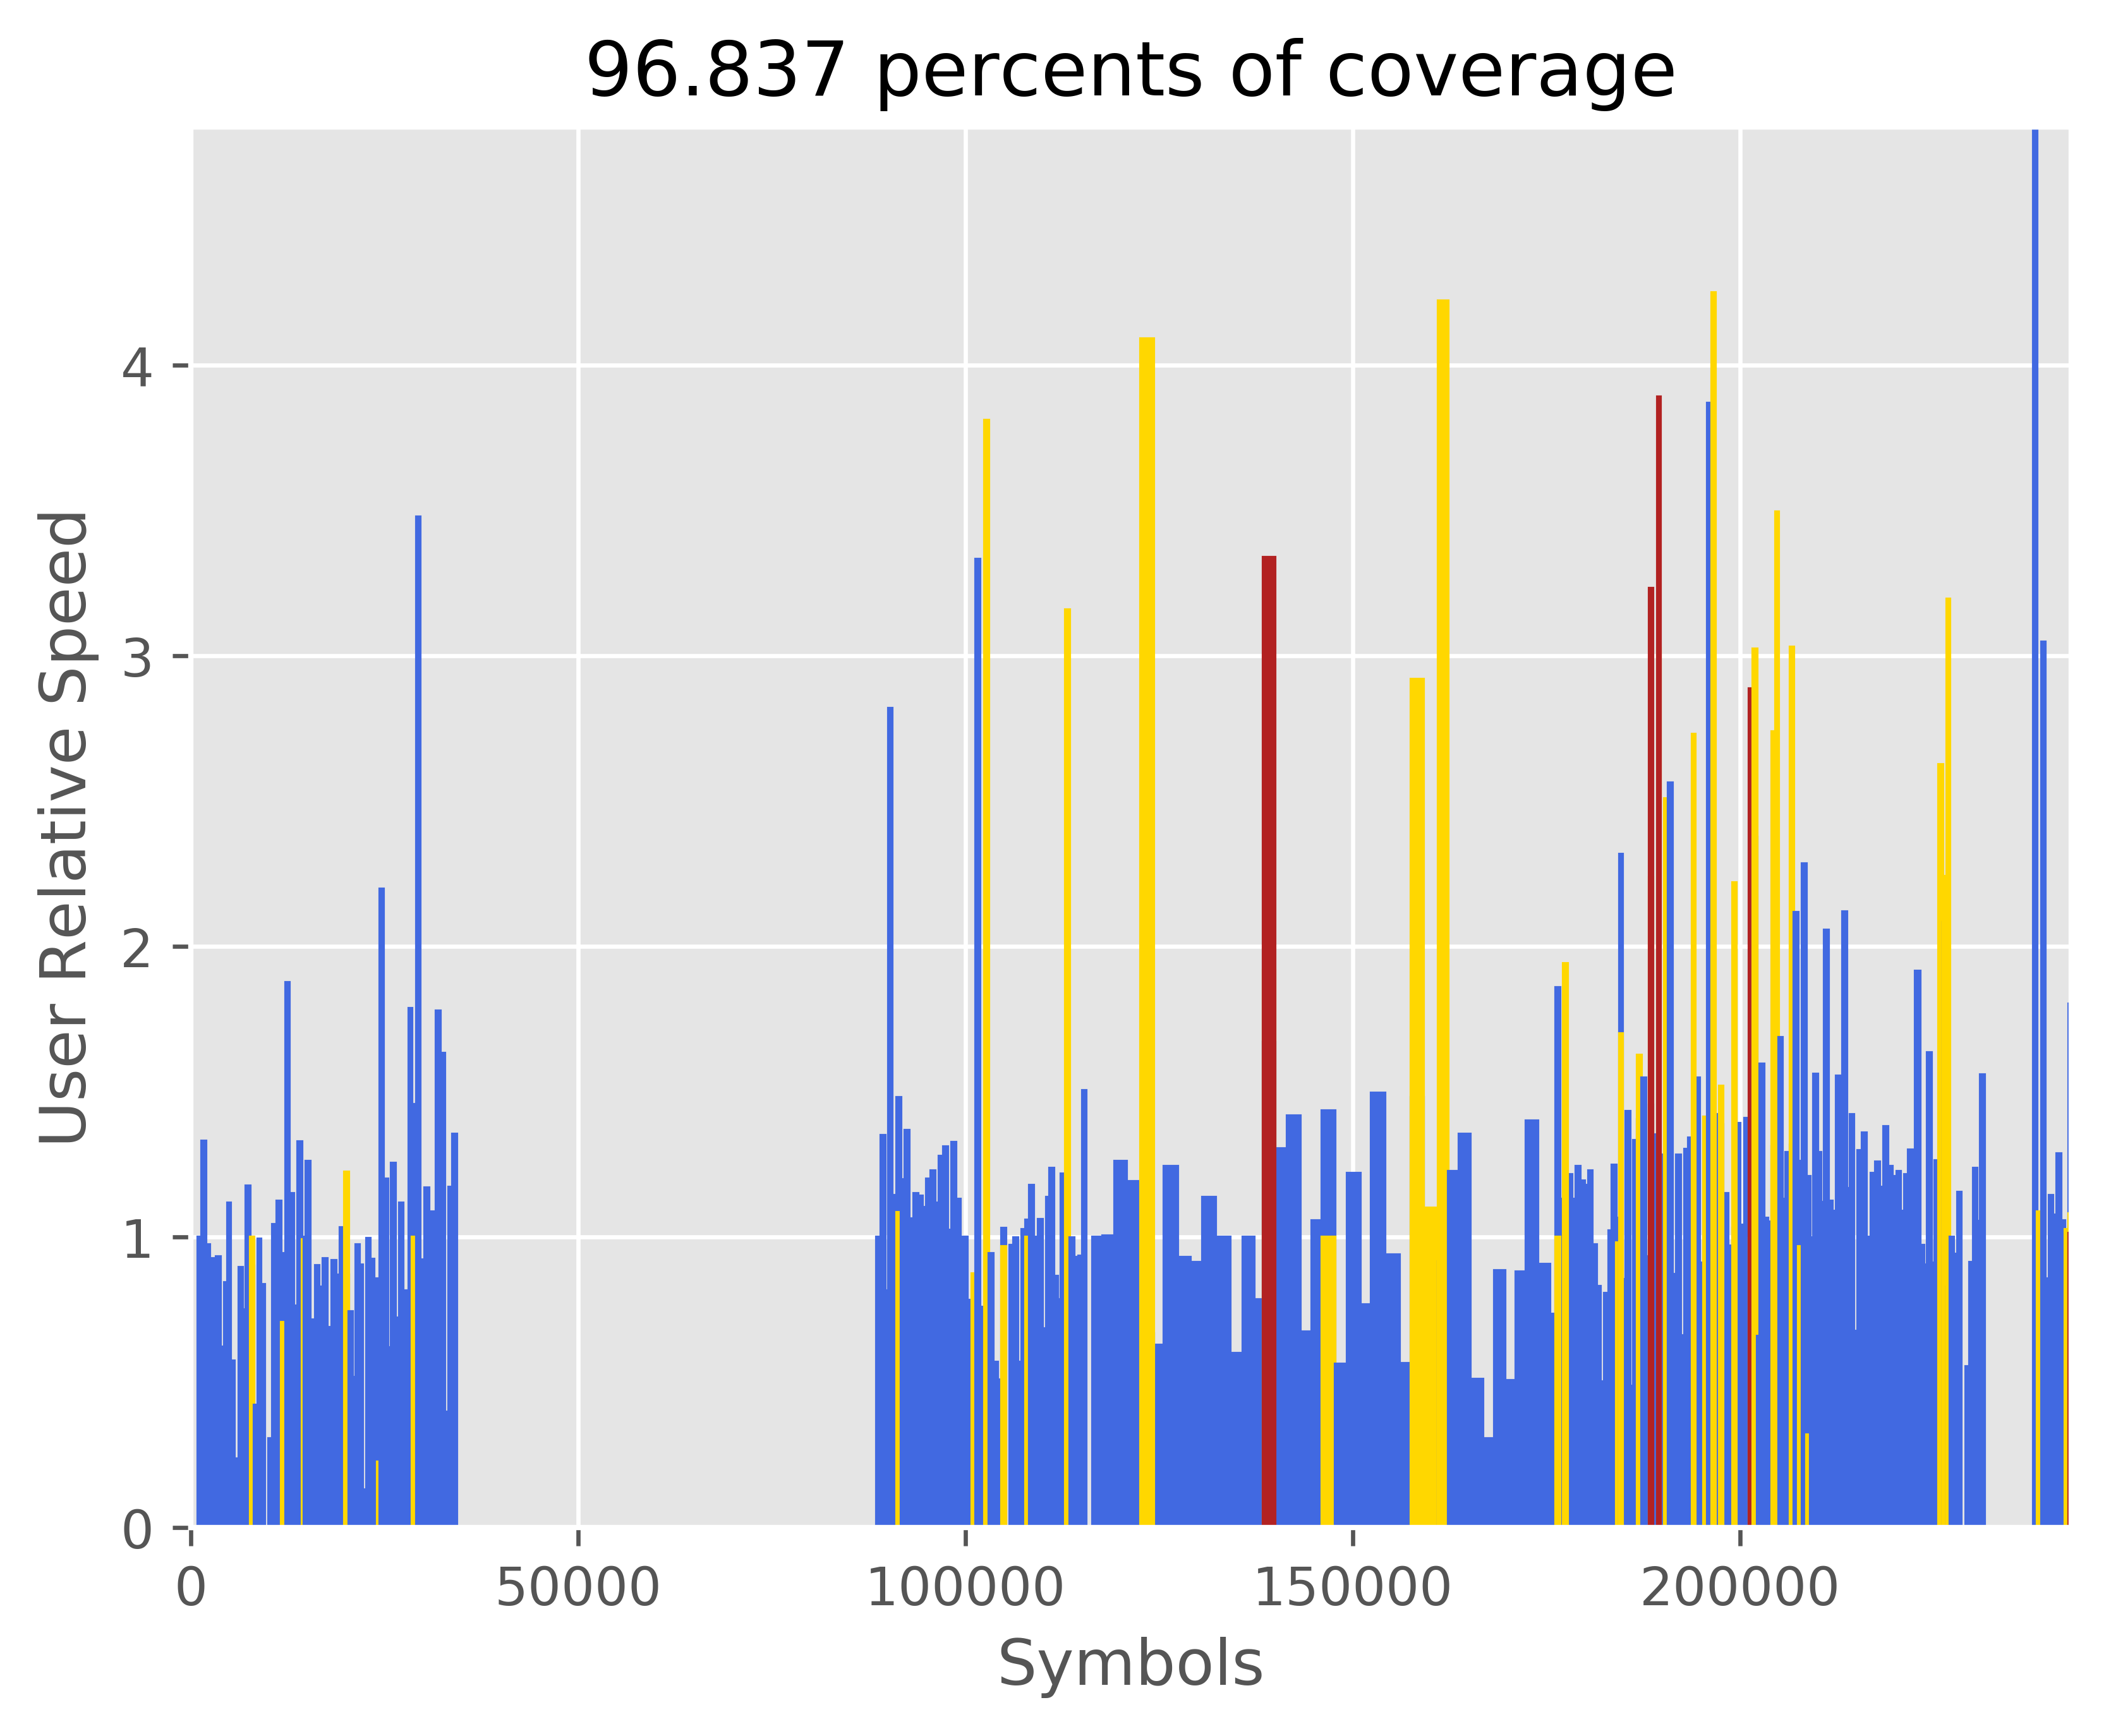 96.837 percents of coverage
User Relative Speed
4
3
2
1
0
0 50000 100000 150000 200000
Symbols